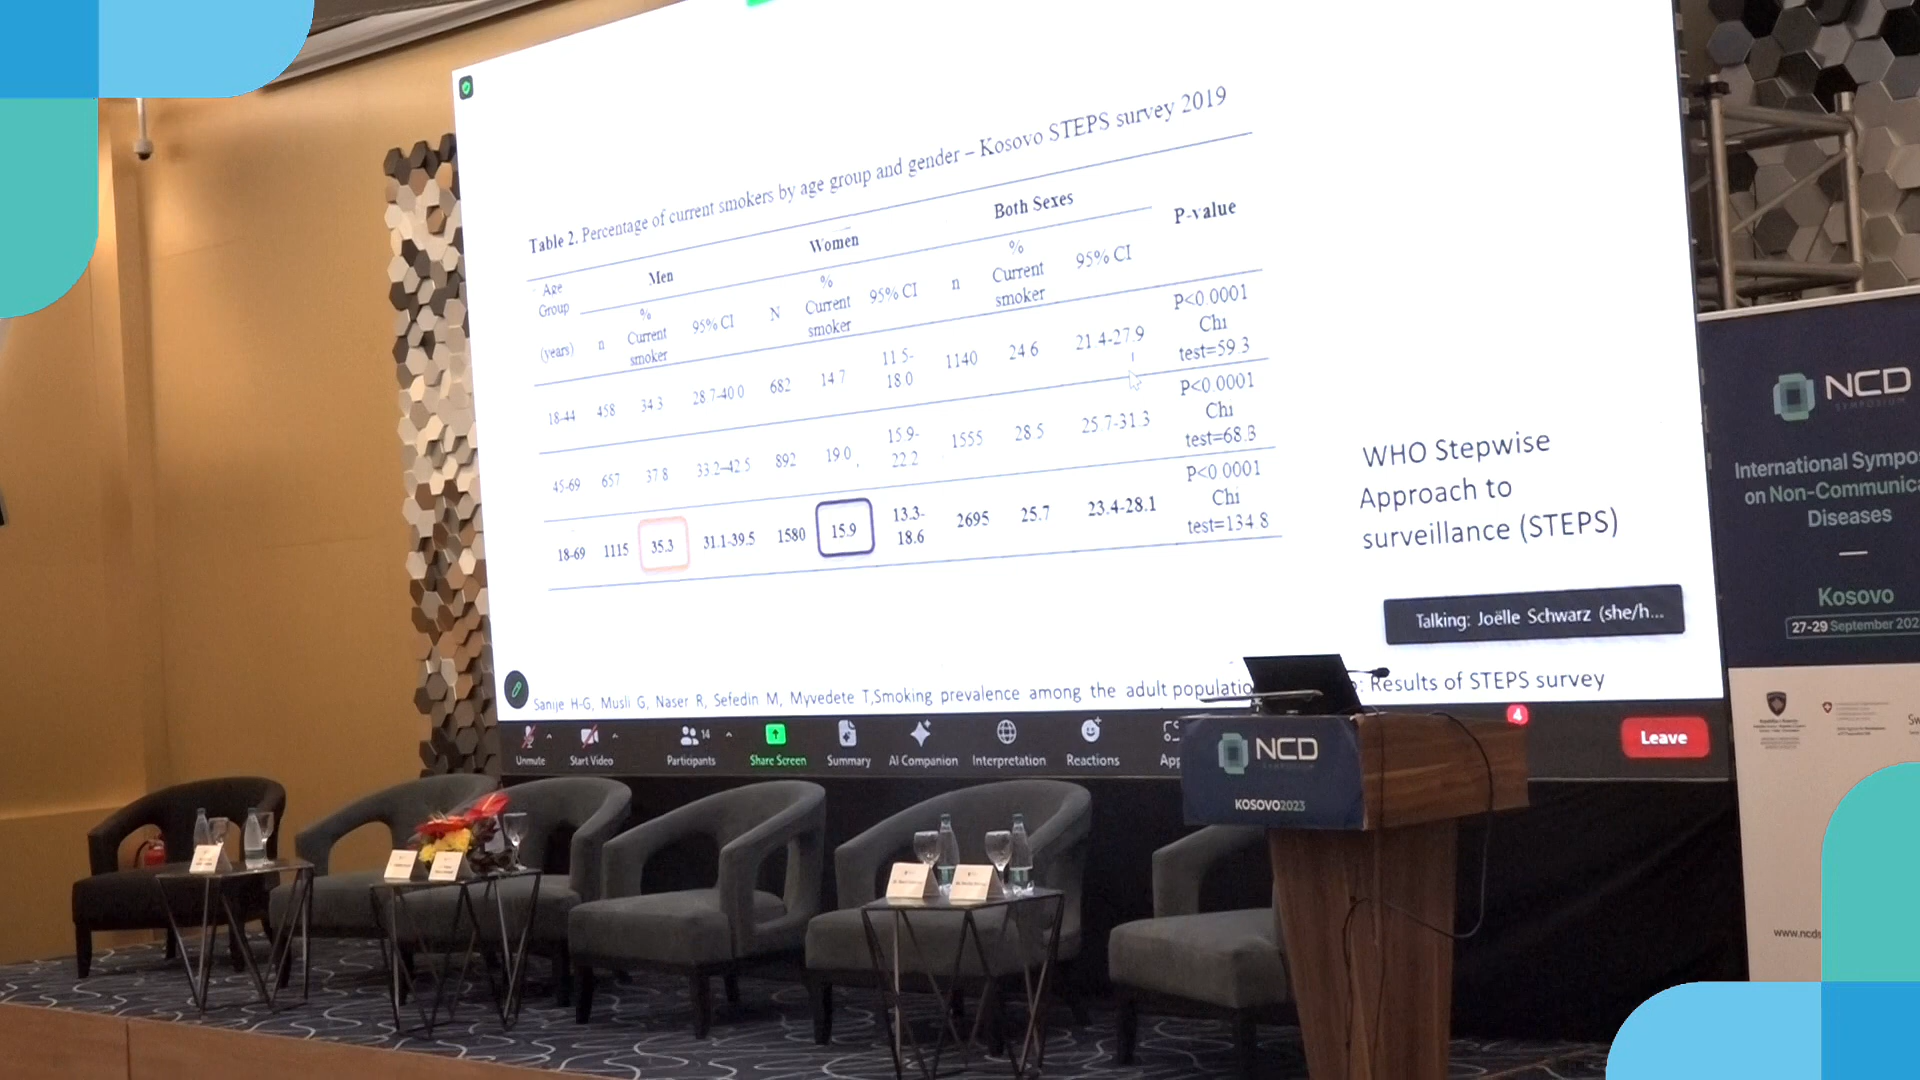 Table 2. Percentage of current smokers by age group and gender – Kosovo STEPS survey 2019
Men Women Both Sexes P-value
Age Group (years) n % Current smoker 95% CI N % Current smoker 95% CI n % Current smoker 95% CI
18-44 458 34.3 28.7-40.0 682 14.7 11.5-18.0 1140 24.6 21.4-27.9 P<0.0001 Chi test=59.3
45-69 657 37.8 33.2-42.5 892 19.0 15.9-22.2 1555 28.5 25.7-31.3 P<0.0001 Chi test=68.3
18-69 1115 35.3 31.1-39.5 1580 15.9 13.3-18.6 2695 25.7 23.4-28.1 P<0.0001 Chi test=134.8
WHO Stepwise
Approach to
surveillance (STEPS)
Talking: Joëlle Schwarz (she/h...
Sanije H-G, Musli G, Naser R, Sefedin M, Myvedete T,Smoking prevalence among the adult populatio : Results of STEPS survey
Unmute Start Video Participants 14 Share Screen Summary AI Companion Interpretation Reactions App 4 Leave
NCD
SYMPOSIUM
KOSOVO2023
NCD
SYMPOSIUM
International Sympo
on Non-Communica
Diseases
Kosovo
27-29 September 202
www.ncds